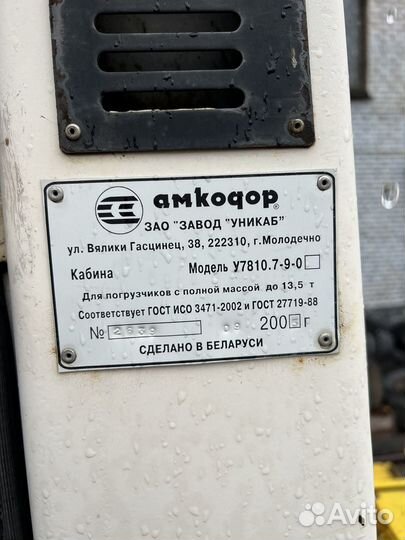 амкодор®
ЗАО "ЗАВОД "УНИКАБ"
ул. Вялики Гасцинец, 38, 222310, г. Молодечно
Кабина Модель У7810.7-9-0
Для погрузчиков с полной массой до 13,5 т
Соответствует ГОСТ ИСО 3471-2002 и ГОСТ 27719-88
№ 09 200 г
СДЕЛАНО В БЕЛАРУСИ
Avito